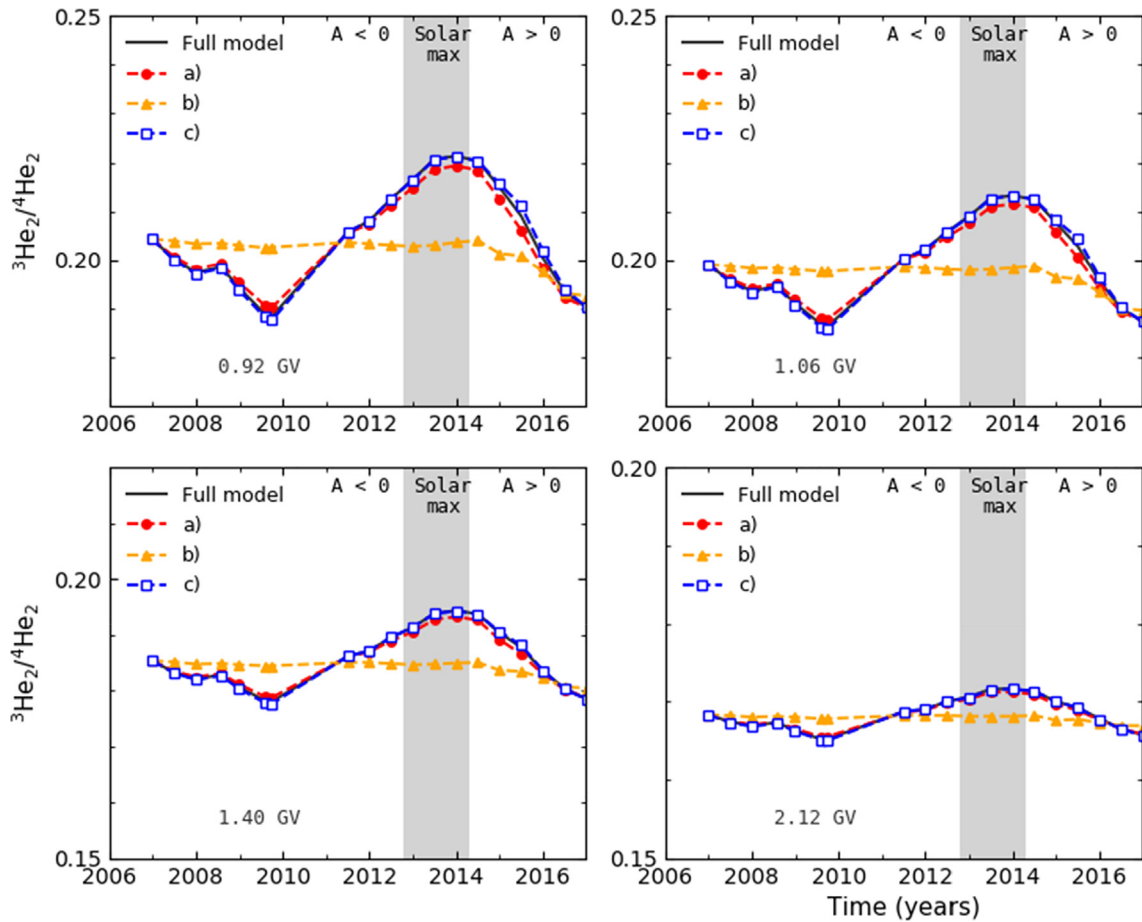 0.25
Full model
a)
b)
c)
A < 0
Solar
max
A > 0
0.20
³He₂/⁴He₂
0.92 GV
2006 2008 2010 2012 2014 2016
0.25
Full model
a)
b)
c)
A < 0
Solar
max
A > 0
0.20
1.06 GV
2006 2008 2010 2012 2014 2016
Full model
a)
b)
c)
A < 0
Solar
max
A > 0
0.20
³He₂/⁴He₂
1.40 GV
0.15
2006 2008 2010 2012 2014 2016
0.20
Full model
a)
b)
c)
A < 0
Solar
max
A > 0
2.12 GV
0.15
2006 2008 2010 2012 2014 2016
Time (years)